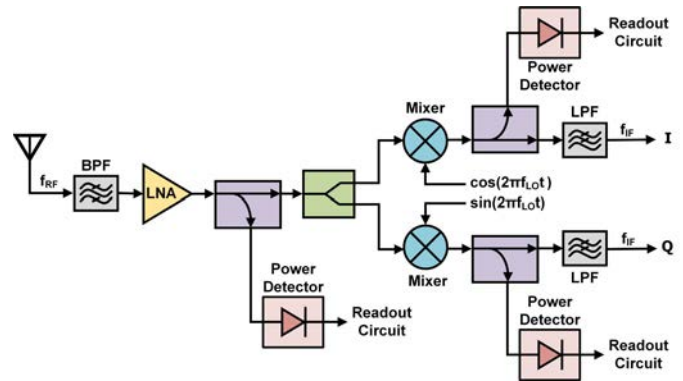 Readout
Circuit
Power
Detector
Mixer
LPF
f_IF
I
BPF
f_RF
LNA
cos(2πf_LOt)
sin(2πf_LOt)
Mixer
f_IF
Q
LPF
Power
Detector
Readout
Circuit
Power
Detector
Readout
Circuit